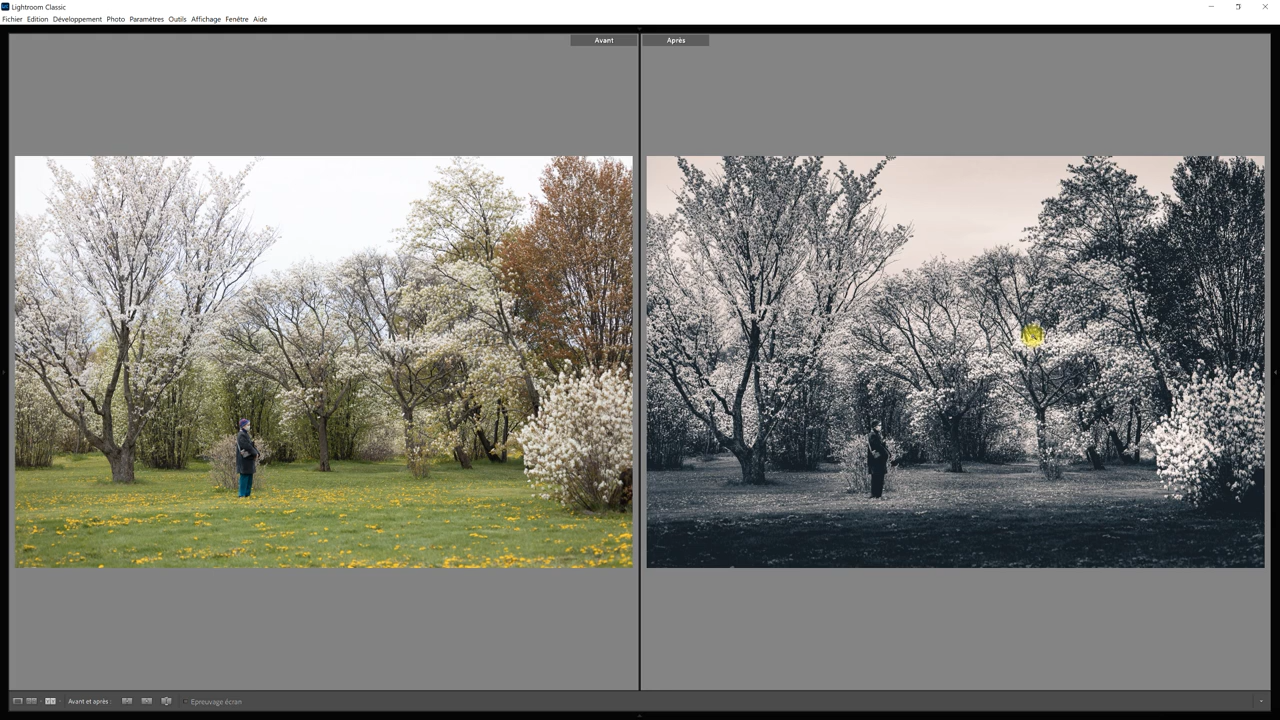 Lightroom Classic
Fichier Edition Développement Photo Paramètres Outils Affichage Fenêtre Aide
Avant
Après
Avant et après :
Epreuvage écran